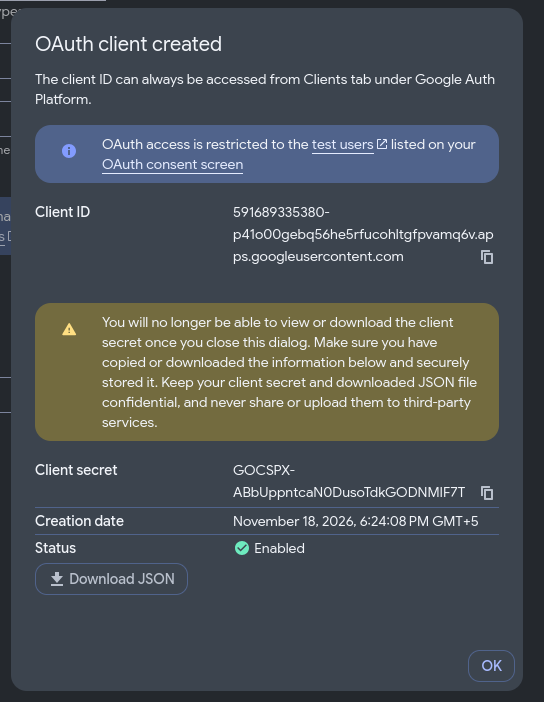 OAuth client created
The client ID can always be accessed from Clients tab under Google Auth
Platform.
OAuth access is restricted to the test users listed on your
OAuth consent screen
Client ID
591689335380-
p41o00gebq56he5rfucohltgfpvamq6v.ap
ps.googleusercontent.com
You will no longer be able to view or download the client
secret once you close this dialog. Make sure you have
copied or downloaded the information below and securely
stored it. Keep your client secret and downloaded JSON file
confidential, and never share or upload them to third-party
services.
Client secret
GOCSPX-
ABbUppntcaN0DusoTdkGODNMIF7T
Creation date
November 18, 2026, 6:24:08 PM GMT+5
Status
Enabled
Download JSON
OK